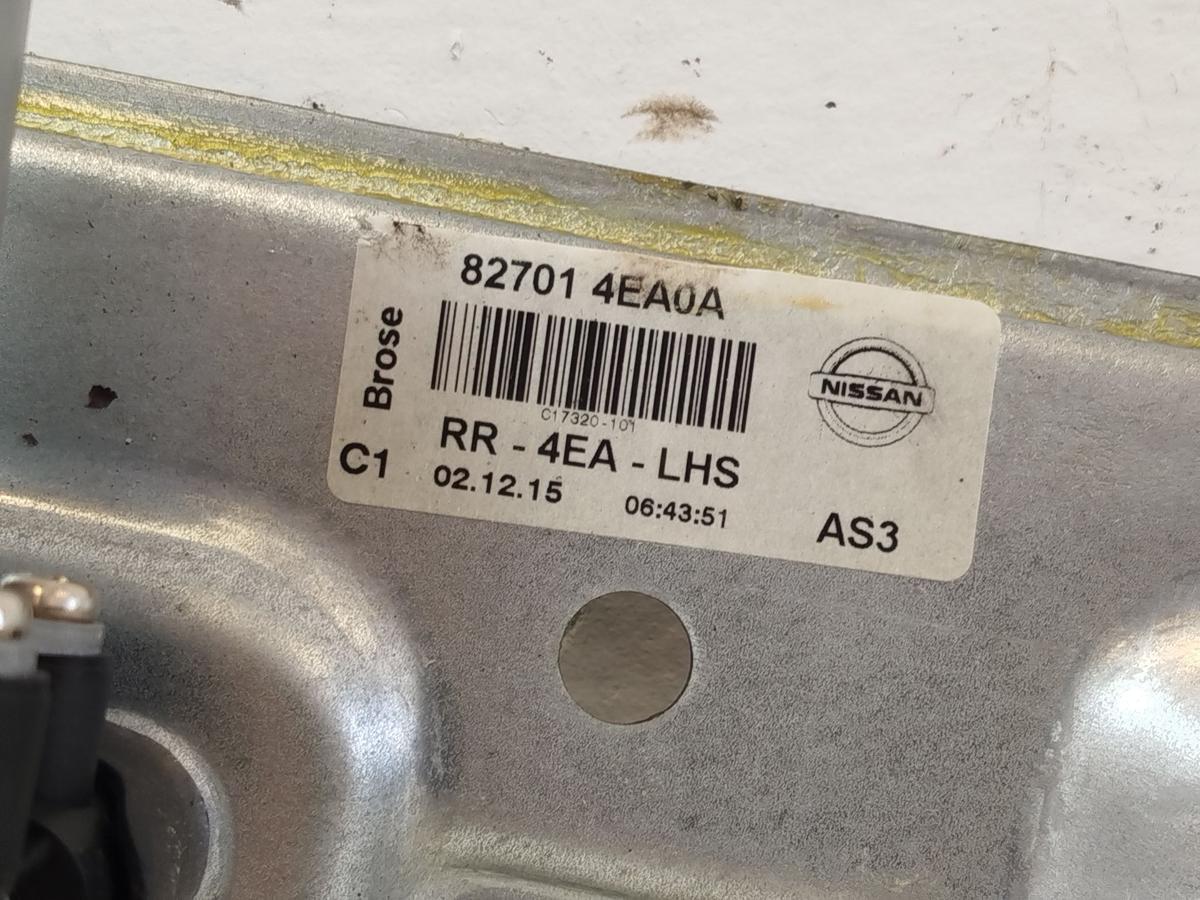 82701 4EA0A
Brose
C17320-101
NISSAN
RR - 4EA - LHS
C1
02.12.15 06:43:51
AS3